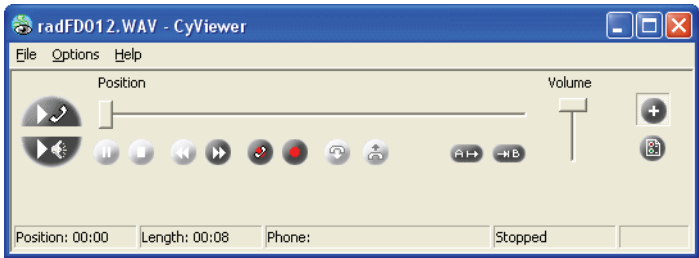 radFD012.WAV - CyViewer
File Options Help
Position Volume
A B
Position: 00:00 Length: 00:08 Phone: Stopped